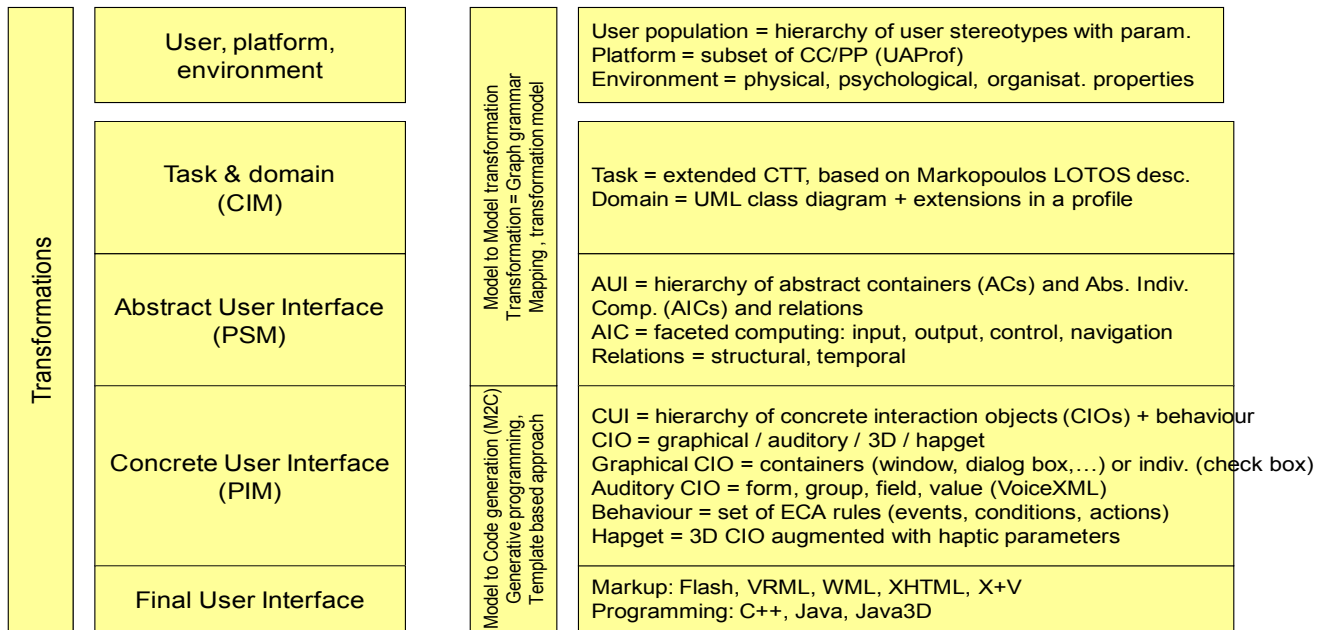 Transformations
User, platform,
environment
Task & domain
(CIM)
Abstract User Interface
(PSM)
Concrete User Interface
(PIM)
Final User Interface
Model to Model transformation
Transformation = Graph grammar
Mapping , transformation model
Model to Code generation (M2C)
Generative programming,
Template based approach
User population = hierarchy of user stereotypes with param.
Platform = subset of CC/PP (UAProf)
Environment = physical, psychological, organisat. properties
Task = extended CTT, based on Markopoulos LOTOS desc.
Domain = UML class diagram + extensions in a profile
AUI = hierarchy of abstract containers (ACs) and Abs. Indiv.
Comp. (AICs) and relations
AIC = faceted computing: input, output, control, navigation
Relations = structural, temporal
CUI = hierarchy of concrete interaction objects (CIOs) + behaviour
CIO = graphical / auditory / 3D / hapget
Graphical CIO = containers (window, dialog box,…) or indiv. (check box)
Auditory CIO = form, group, field, value (VoiceXML)
Behaviour = set of ECA rules (events, conditions, actions)
Hapget = 3D CIO augmented with haptic parameters
Markup: Flash, VRML, WML, XHTML, X+V
Programming: C++, Java, Java3D